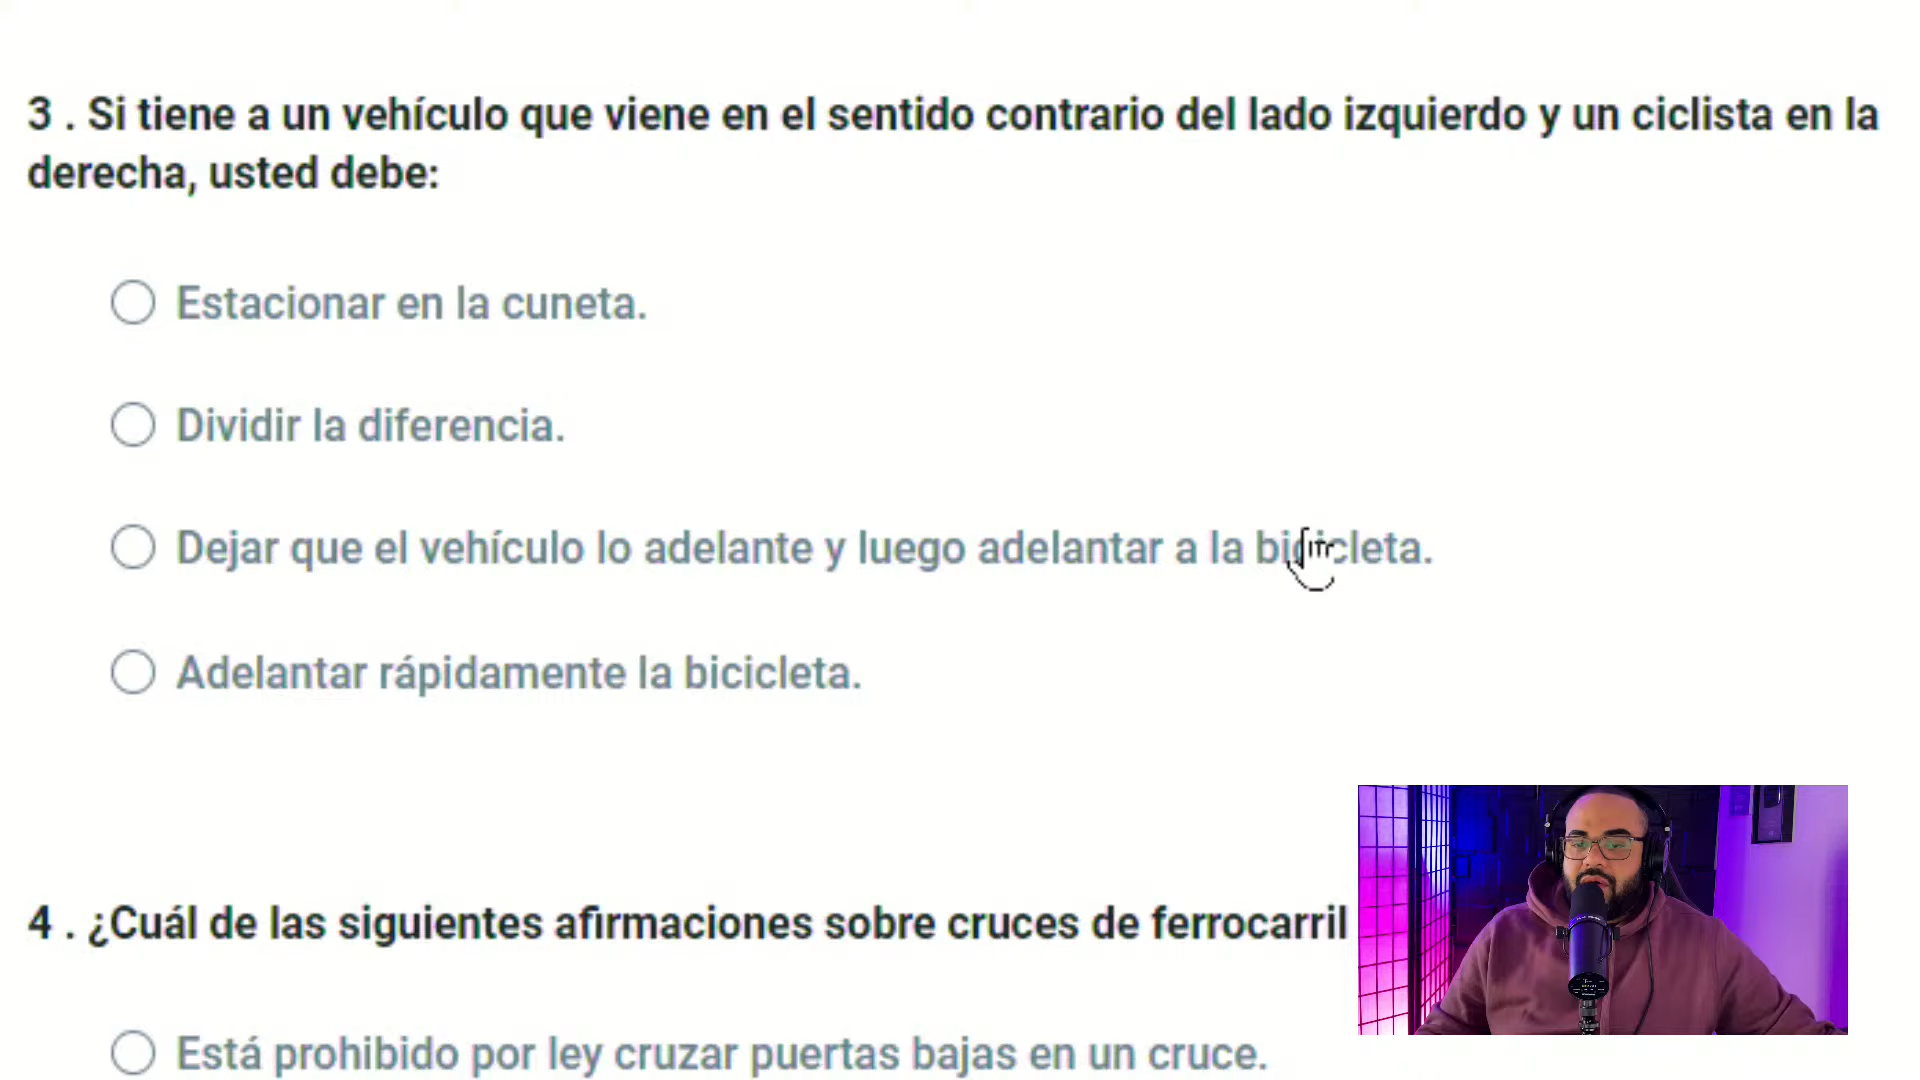 3 . Si tiene a un vehículo que viene en el sentido contrario del lado izquierdo y un ciclista en la
derecha, usted debe:
Estacionar en la cuneta.
Dividir la diferencia.
Dejar que el vehículo lo adelante y luego adelantar a la bicicleta.
Adelantar rápidamente la bicicleta.
4 . ¿Cuál de las siguientes afirmaciones sobre cruces de ferrocarril
Está prohibido por ley cruzar puertas bajas en un cruce.